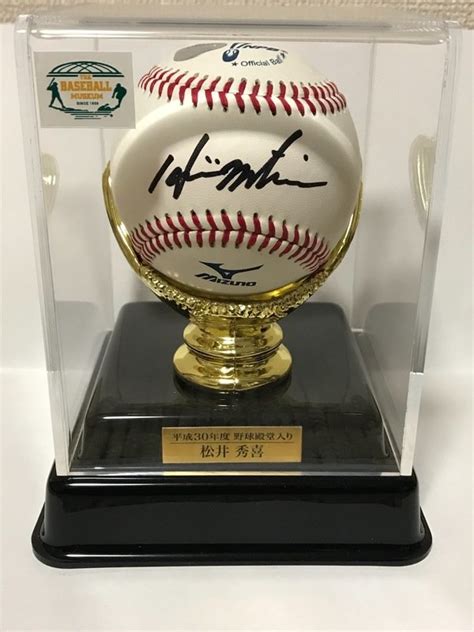 THE
BASEBALL
MUSEUM
SINCE 1959
NPB
Official Ball
MIZUNO
平成30年度 野球殿堂入り
松井 秀喜